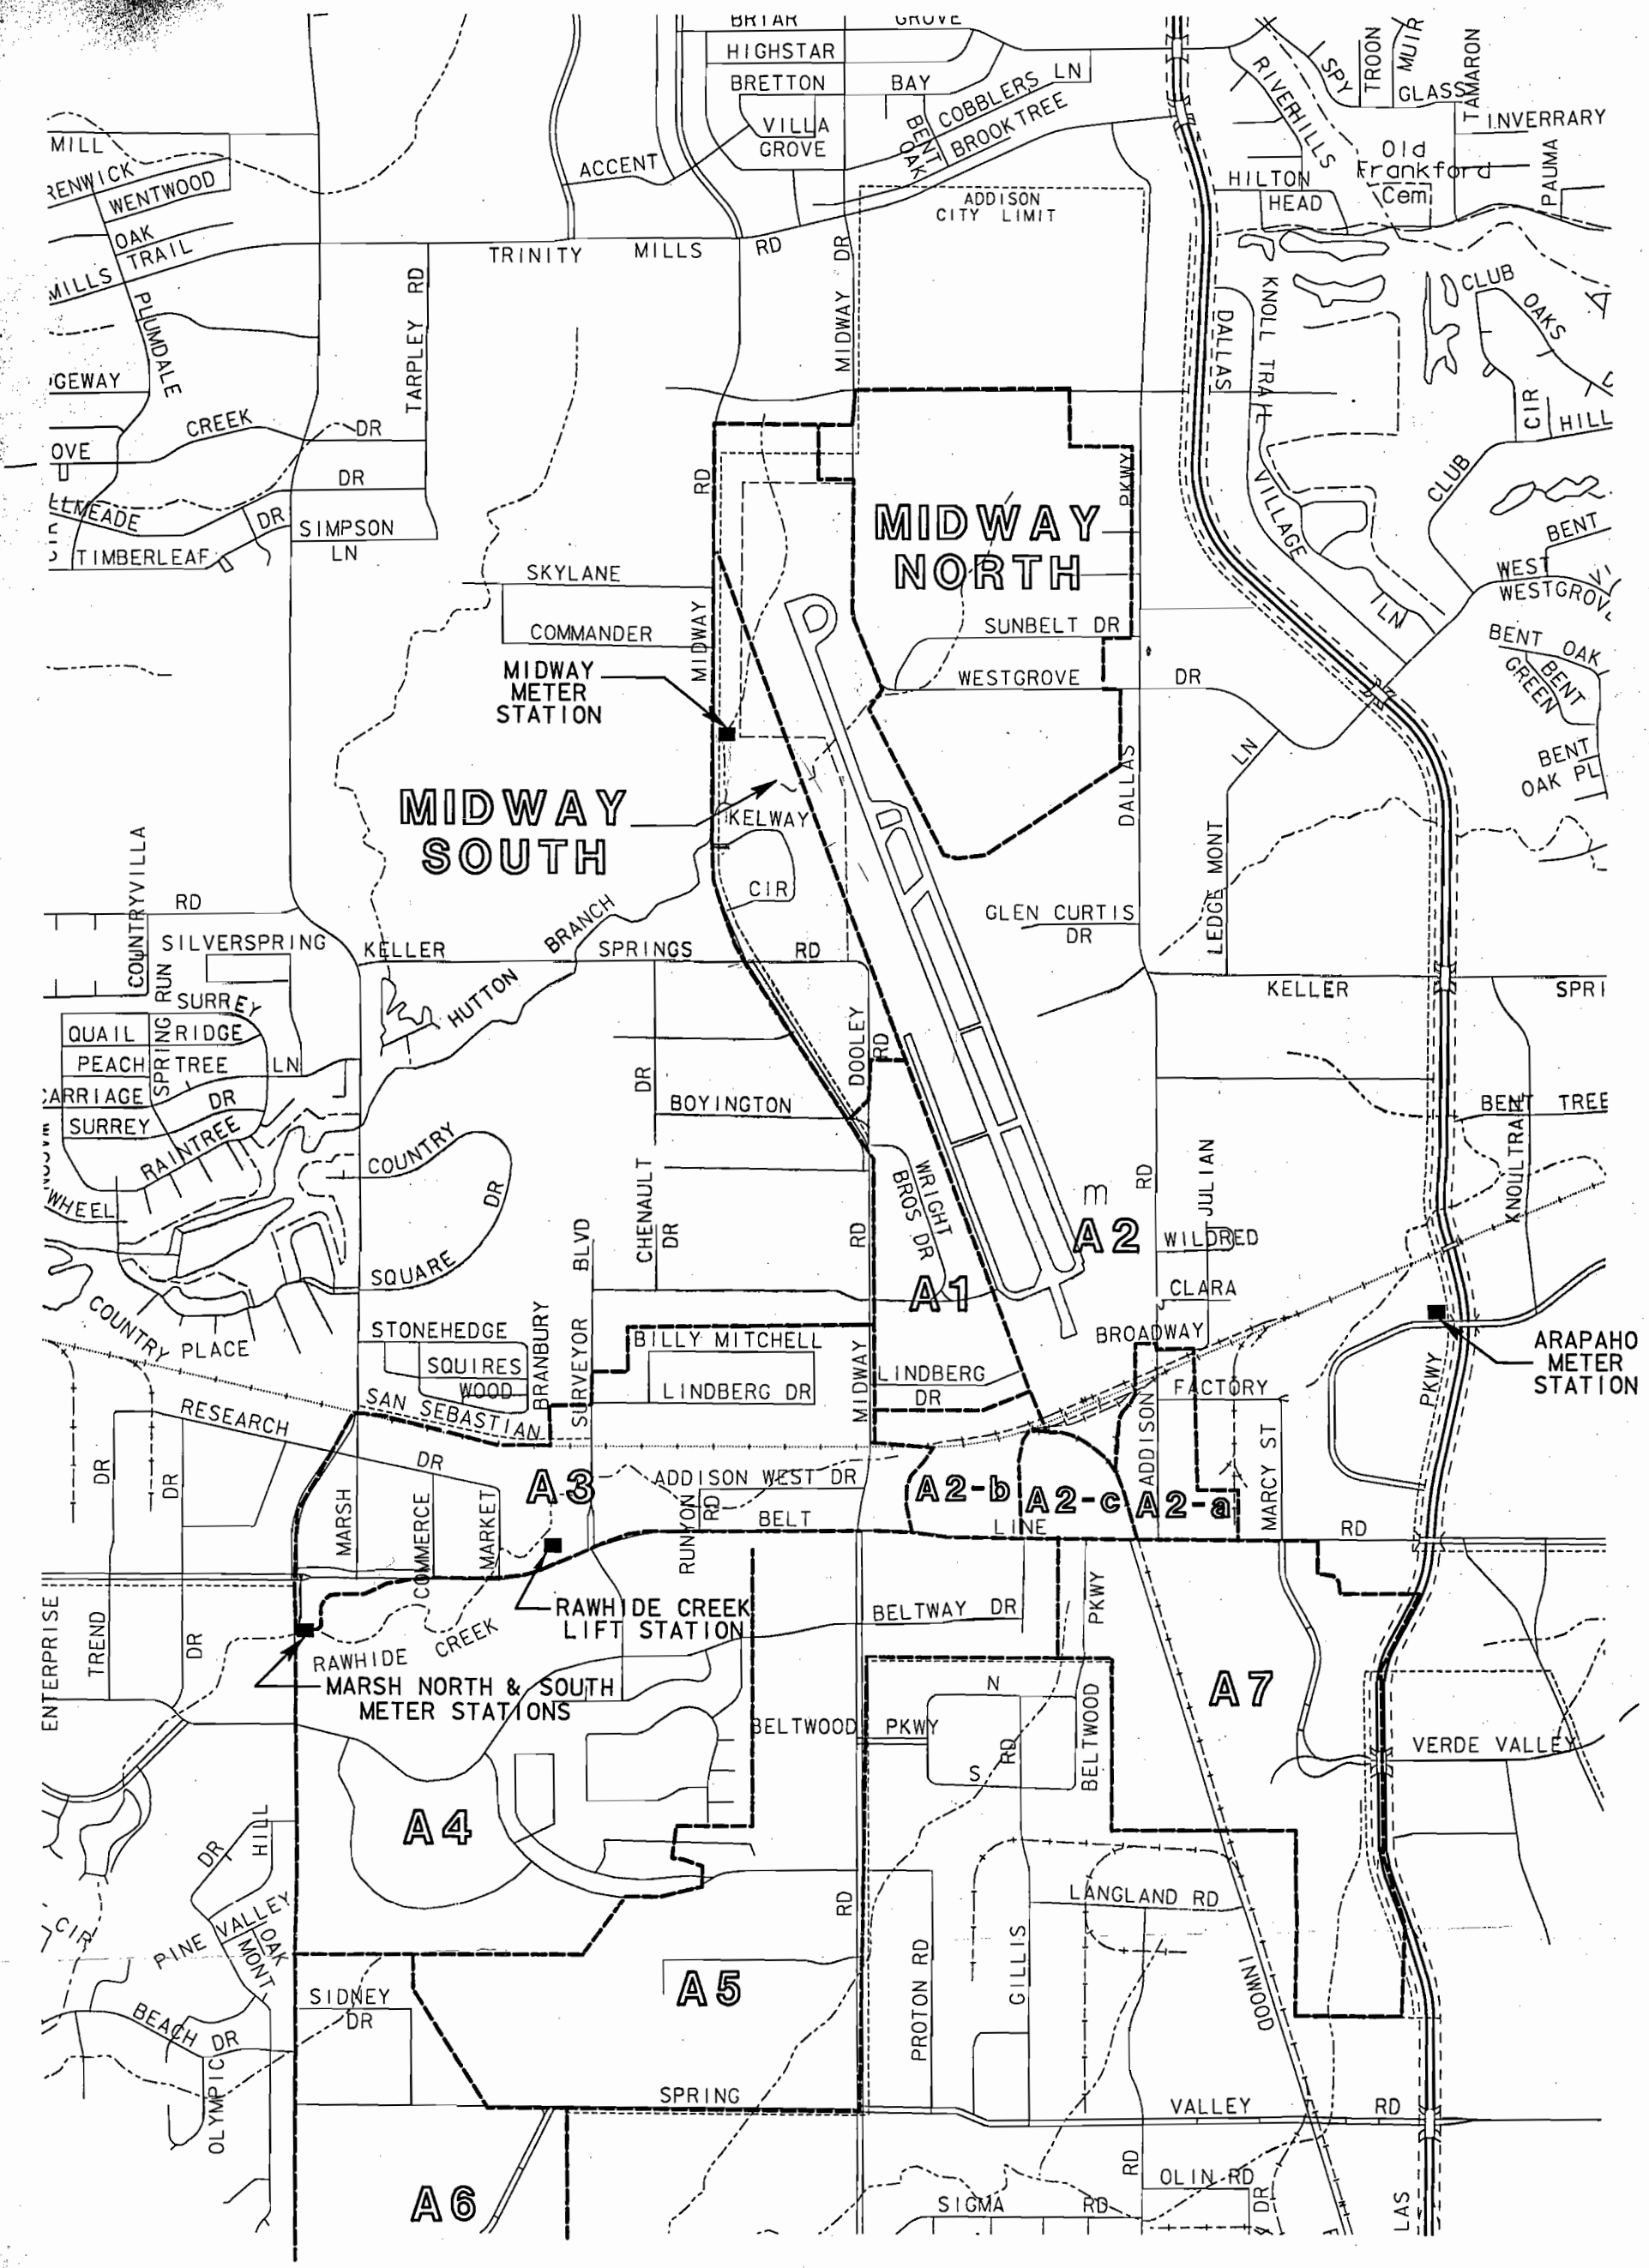 BRIAR GROVE
HIGHSTAR
BRETTON BAY
COBBLERS LN
BENT OAK
BROOKTREE
VILLA
GROVE
ACCENT
RIVERHILLS
SPY
TROON
MUIR
GLASS
TAMARON
INVERRARY
PAUMA
Old
Frankford
Cem
HILTON
HEAD
MILL
RENWICK
WENTWOOD
OAK
TRAIL
MILLS
PLUMDALE
ADDISON
CITY LIMIT
TRINITY MILLS RD
MIDWAY DR
TARPLEY RD
DALLAS
KNOLL TRAIL
CLUB
OAKS
CIR
HILL
CLUB
GEWAY
CREEK DR
OVE
DR
LLMEADE
DR
SIMPSON
LN
TIMBERLEAF
RD
PKWY
MIDWAY
NORTH
VILLAGE
LN
BENT
WEST
WESTGROV
BENT OAK
BENT
GREEN
BENT
OAK PL
SKYLANE
COMMANDER
MIDWAY
SUNBELT DR
WESTGROVE DR
MIDWAY
METER
STATION
LN
DALLAS
MIDWAY
SOUTH
KELWAY
CIR
COUNTRYVILLA
RD
LEDGE MONT
GLEN CURTIS
DR
SILVERSPRING
KELLER SPRINGS RD
HUTTON BRANCH
KELLER SPRI
SPRING RUN
SURREY
QUAIL RIDGE
PEACH TREE LN
CARRIAGE DR
SURREY
RAINTREE
WHEEL
DOOLEY
RD
DR
BOYINGTON
BENT TREE
KNOLLTRAIL
COUNTRY
SQUARE
DR
CHENAULT
DR
BLVD
RD
WRIGHT
BROS DR
m
A2
RD
JULIAN
WILDRED
CLARA
A1
BROADWAY
COUNTRY PLACE
STONEHEDGE
SQUIRES
WOOD
BRANBURY
SURVEYOR
BILLY MITCHELL
LINDBERG DR
MIDWAY
LINDBERG
DR
FACTORY
PKWY
ARAPAHO
METER
STATION
SAN SEBASTIAN
RESEARCH
DR
DR
DR
A3
ADDISON WEST DR
A2-b
A2-c
A2-a
ADDISON
MARCY ST
MARSH
COMMERCE
MARKET
RUNYON
RD
BELT LINE RD
RAWHIDE CREEK
LIFT STATION
BELTWAY DR
PKWY
ENTERPRISE
TREND
DR
RAWHIDE CREEK
MARSH NORTH & SOUTH
METER STATIONS
A7
N
BELTWOOD PKWY
RD
S
BELTWOOD
VERDE VALLEY
A4
DR
HILL
LANGLAND RD
RD
CIR
PINE VALLEY
OAK
MONT
PROTON RD
GILLIS
INWOOD
A5
SIDNEY
DR
BEACH DR
OLYMPIC
SPRING VALLEY RD
A6
RD
OLIN RD
DR
SIGMA RD
LAS